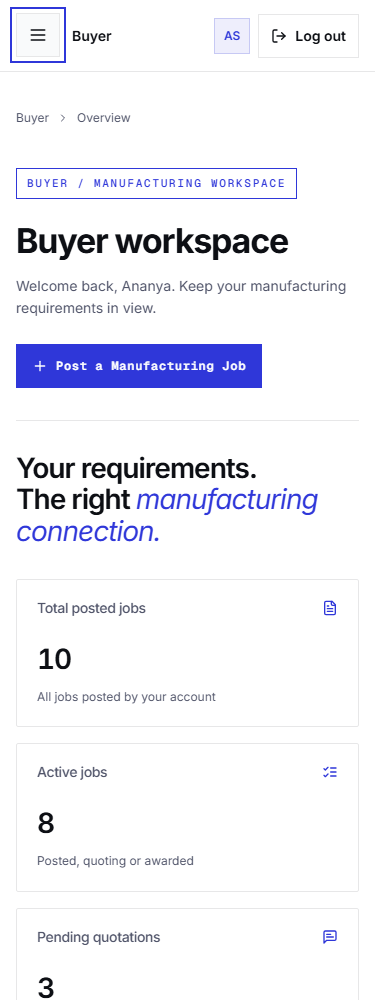 Buyer
AS
Log out
Buyer
Overview
BUYER / MANUFACTURING WORKSPACE
Buyer workspace
Welcome back, Ananya. Keep your manufacturing
requirements in view.
Post a Manufacturing Job
Your requirements.
The right manufacturing
connection.
Total posted jobs
10
All jobs posted by your account
Active jobs
8
Posted, quoting or awarded
Pending quotations
3